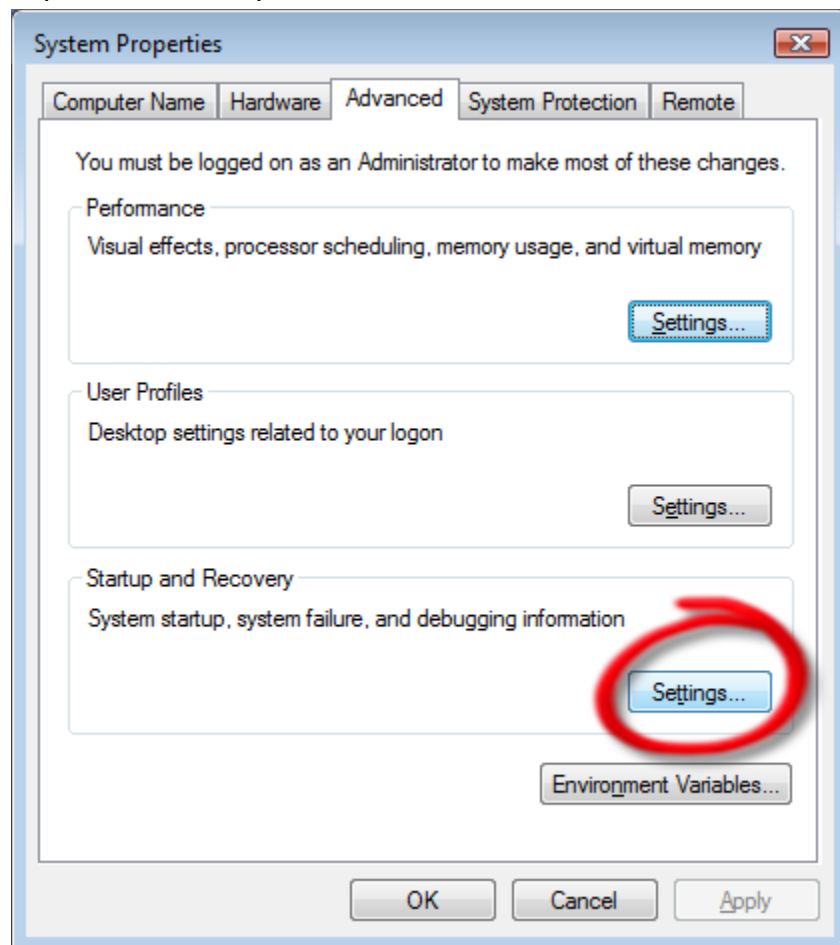 System Properties
Computer Name Hardware Advanced System Protection Remote
You must be logged on as an Administrator to make most of these changes.
Performance
Visual effects, processor scheduling, memory usage, and virtual memory
Settings...
User Profiles
Desktop settings related to your logon
Settings...
Startup and Recovery
System startup, system failure, and debugging information
Settings...
Environment Variables...
OK Cancel Apply